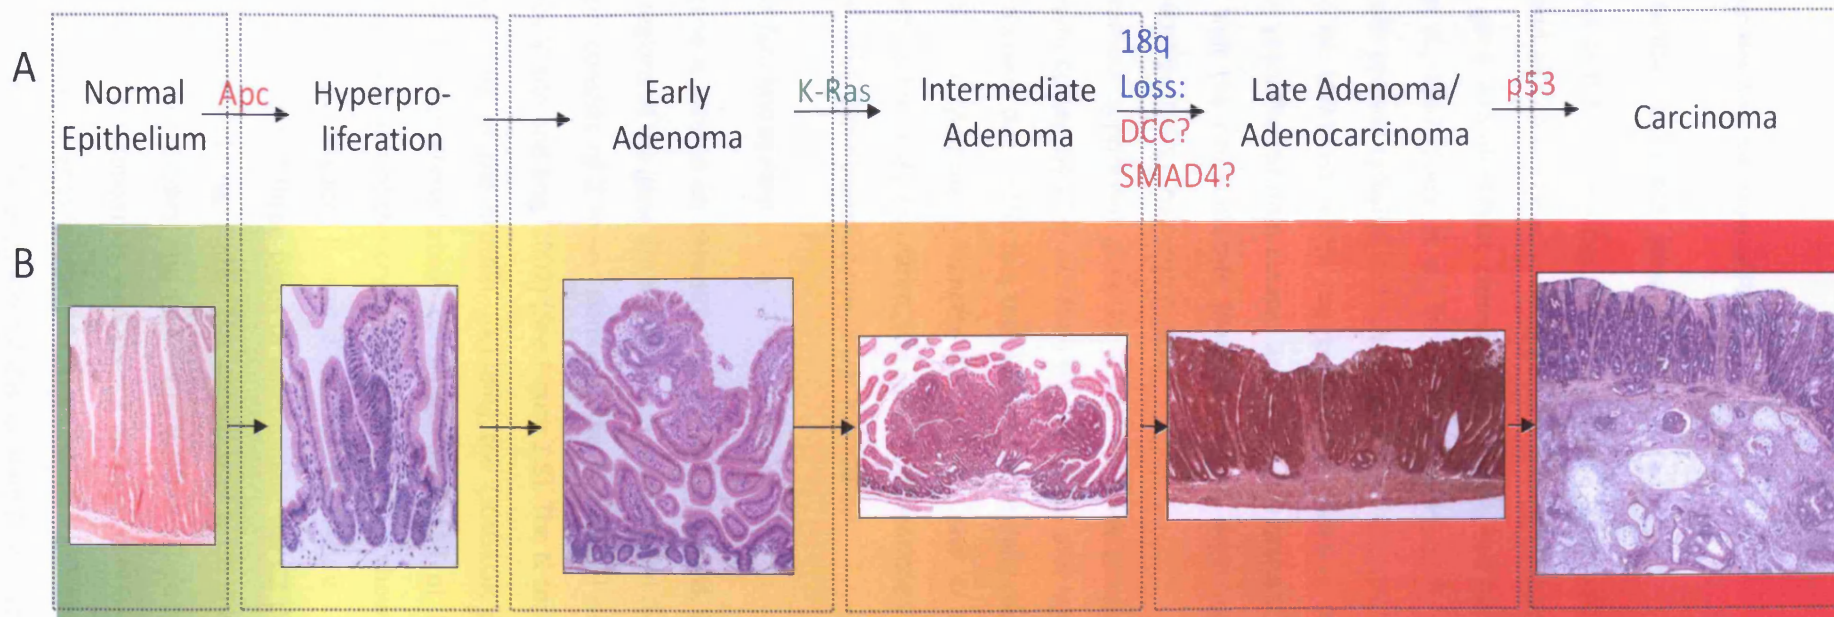 A
Normal
Epithelium
Apc
Hyperpro-
liferation
Early
Adenoma
K-Ras
Intermediate
Adenoma
18q
Loss:
DCC?
SMAD4?
Late Adenoma/
Adenocarcinoma
p53
Carcinoma
B